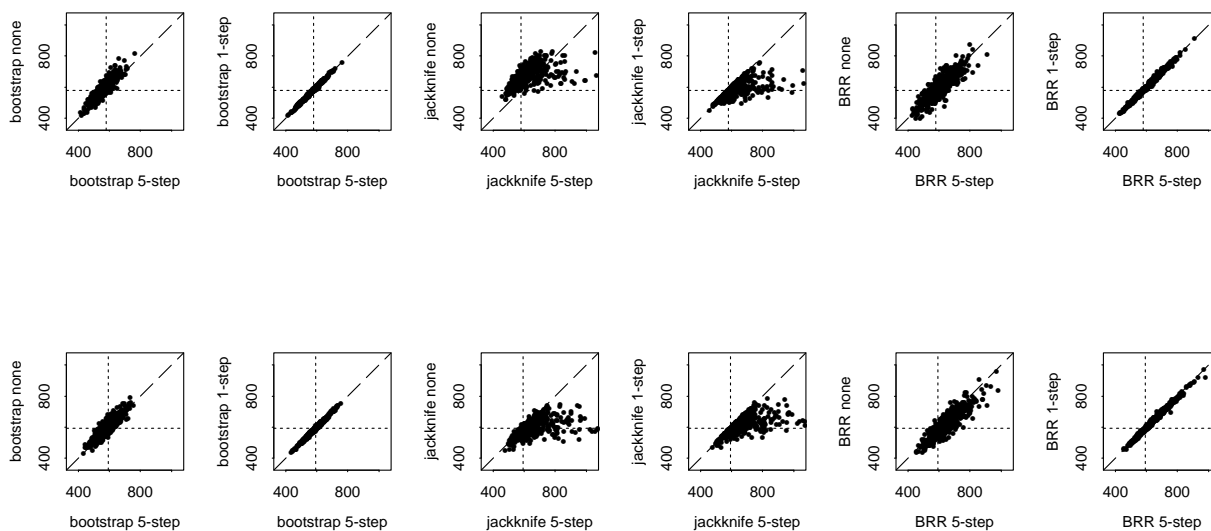 bootstrap none
400 800
400 800
bootstrap 5-step
bootstrap 1-step
400 800
400 800
bootstrap 5-step
jackknife none
400 800
400 800
jackknife 5-step
jackknife 1-step
400 800
400 800
jackknife 5-step
BRR none
400 800
400 800
BRR 5-step
BRR 1-step
400 800
400 800
BRR 5-step
bootstrap none
400 800
400 800
bootstrap 5-step
bootstrap 1-step
400 800
400 800
bootstrap 5-step
jackknife none
400 800
400 800
jackknife 5-step
jackknife 1-step
400 800
400 800
jackknife 5-step
BRR none
400 800
400 800
BRR 5-step
BRR 1-step
400 800
400 800
BRR 5-step